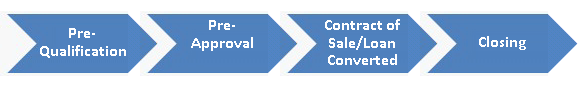 Pre-
Qualification
Pre-
Approval
Contract of
Sale/Loan
Converted
Closing